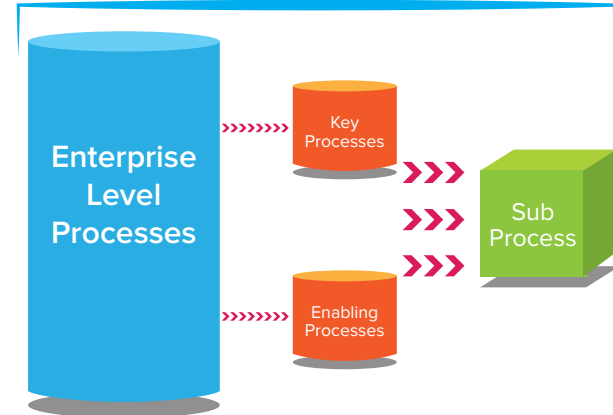 Enterprise
Level
Processes
Key
Processes
Enabling
Processes
Sub
Process